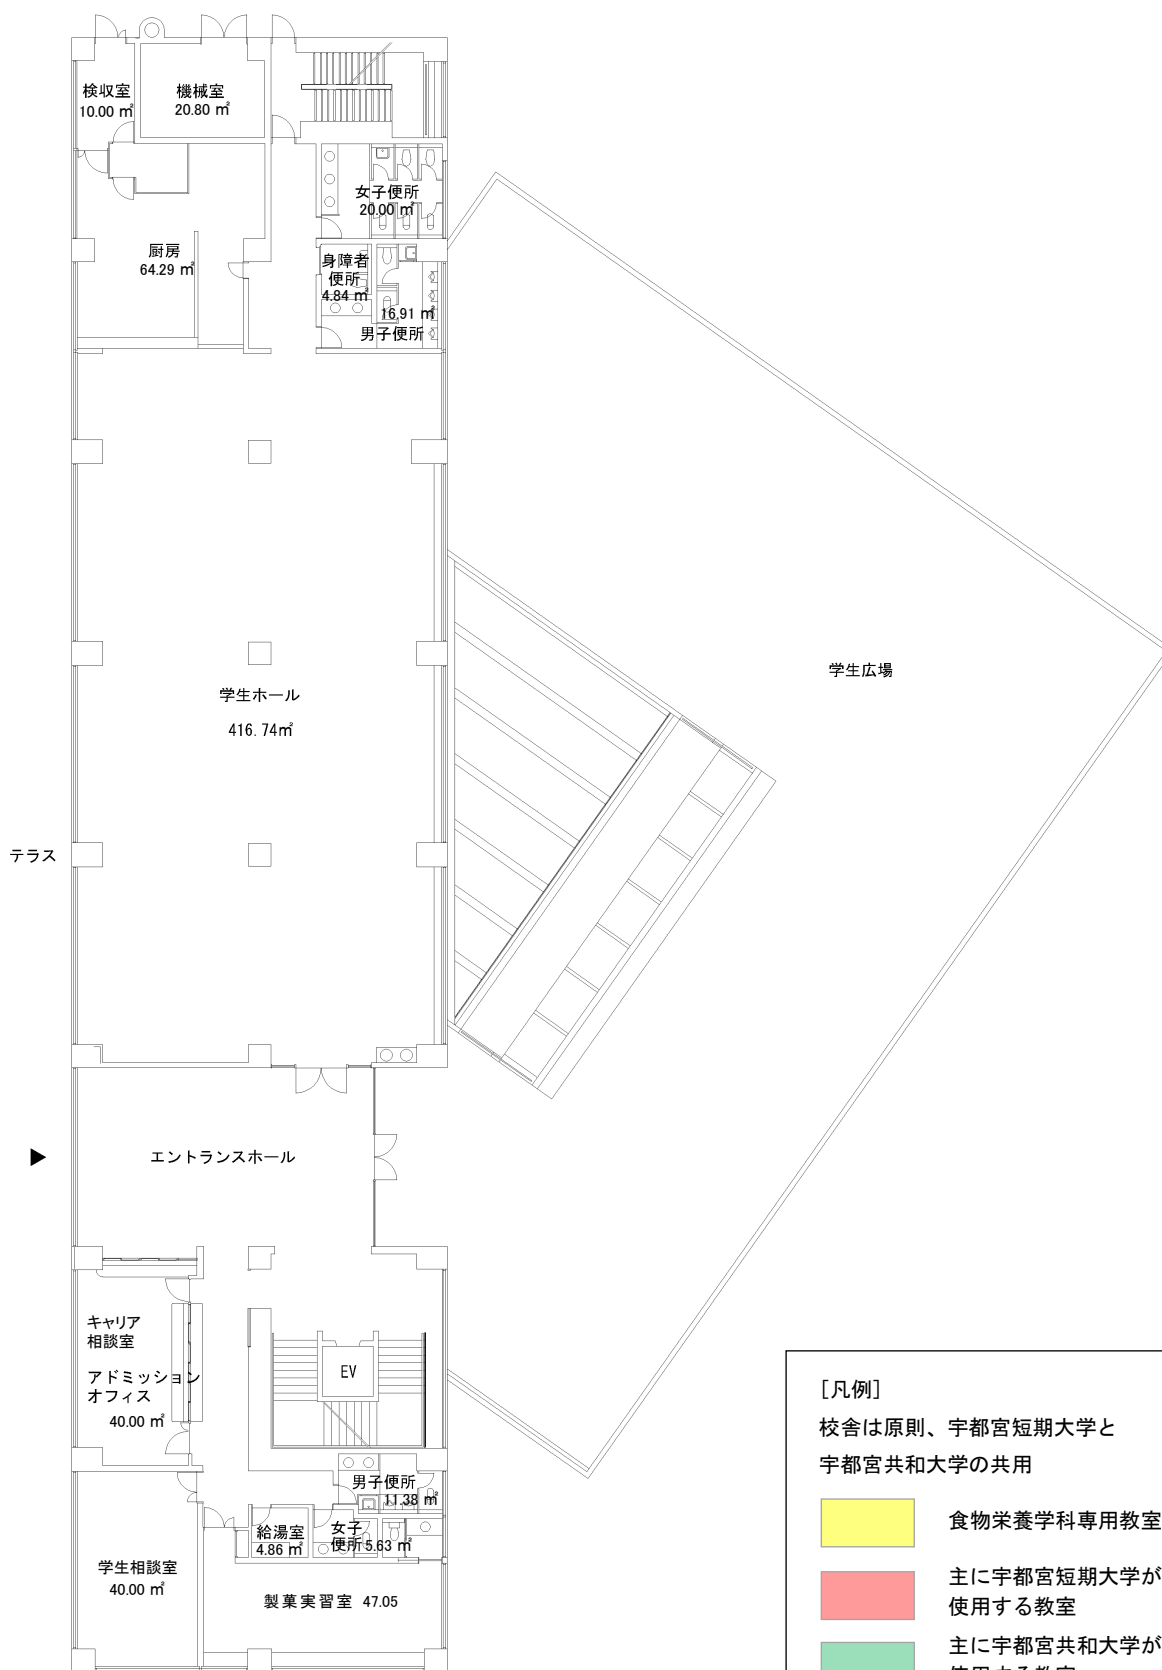 検収室
10.00 ㎡
機械室
20.80 ㎡
女子便所
20.00 ㎡
厨房
64.29 ㎡
身障者
便所
4.84 ㎡
16.91 ㎡
男子便所
学生ホール
416.74㎡
学生広場
テラス
エントランスホール
キャリア
相談室
アドミッション
オフィス
40.00 ㎡
EV
男子便所
11.38 ㎡
給湯室
4.86 ㎡
女子
便所 5.63 ㎡
学生相談室
40.00 ㎡
製菓実習室 47.05
［凡例］
校舎は原則、宇都宮短期大学と
宇都宮共和大学の共用
食物栄養学科専用教室
主に宇都宮短期大学が
使用する教室
主に宇都宮共和大学が
使用する教室